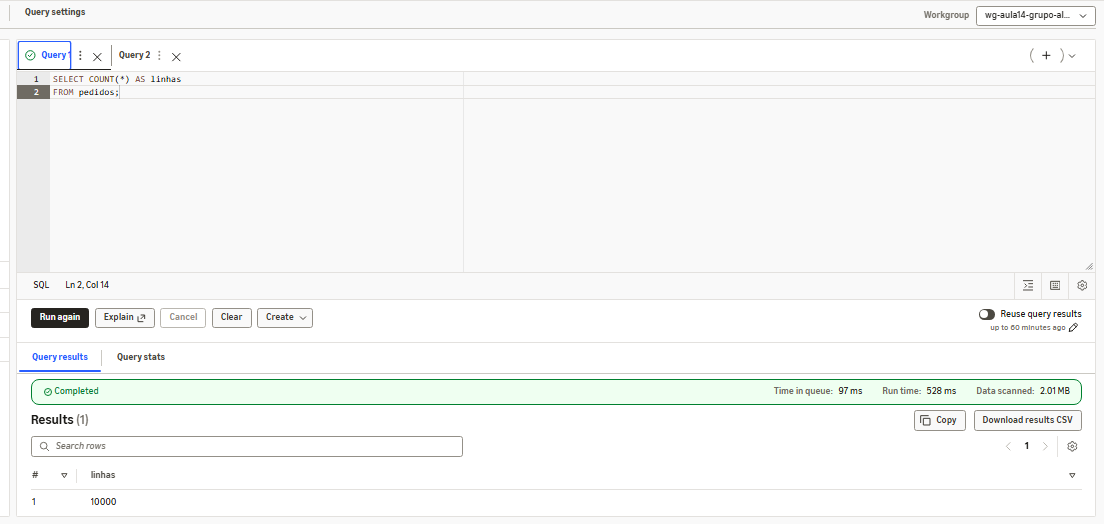 Query settings
Workgroup wg-aula14-grupo-al...
Query 1 Query 2
1 SELECT COUNT(*) AS linhas
2 FROM pedidos;
SQL Ln 2, Col 14
Run again Explain Cancel Clear Create
Reuse query results
up to 60 minutes ago
Query results Query stats
Completed Time in queue: 97 ms Run time: 528 ms Data scanned: 2.01 MB
Results (1) Copy Download results CSV
Search rows 1
# linhas
1 10000